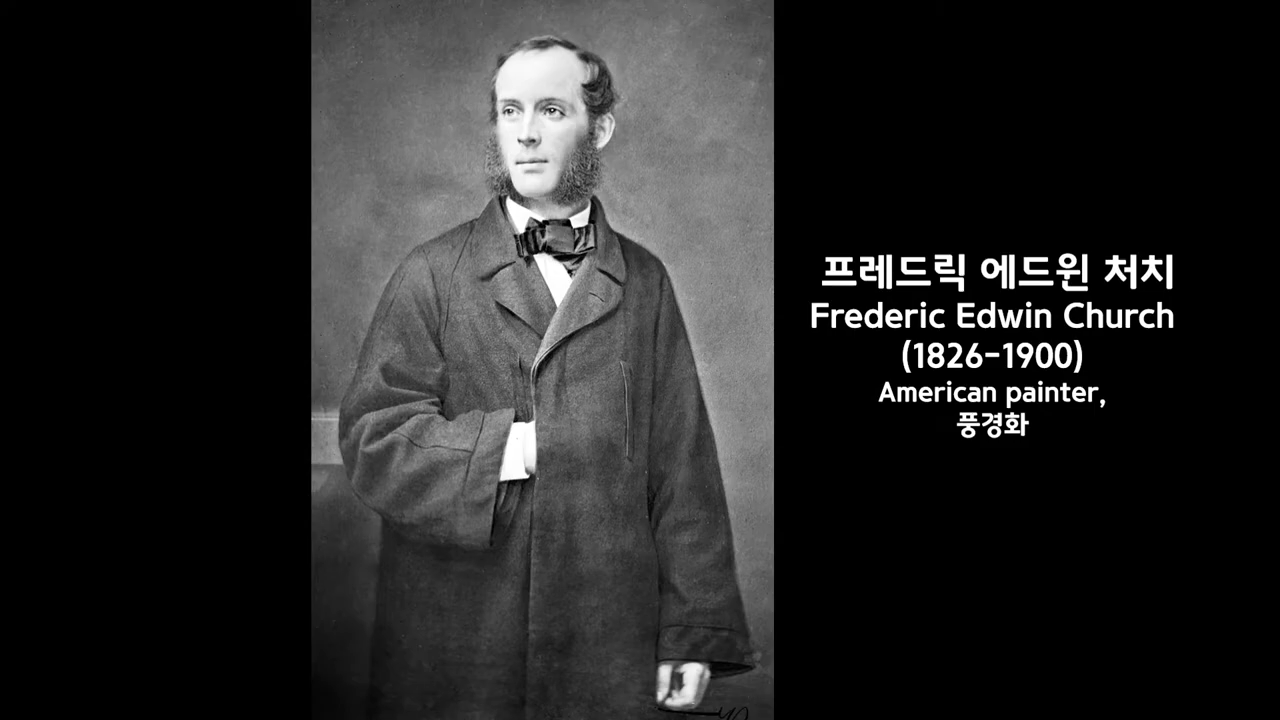 프레드릭 에드윈 처치
Frederic Edwin Church
(1826-1900)
American painter,
풍경화